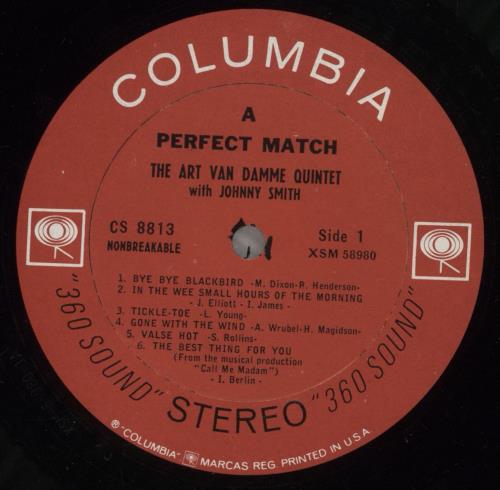 COLUMBIA
A
PERFECT MATCH
THE ART VAN DAMME QUINTET
with JOHNNY SMITH
CS 8813
NONBREAKABLE
Side 1
XSM 58980
1. BYE BYE BLACKBIRD -M. Dixon-R. Henderson-
2. IN THE WEE SMALL HOURS OF THE MORNING
- J. Elliott - I. James -
3. TICKLE-TOE -L. Young-
4. GONE WITH THE WIND -A. Wrubel-H. Magidson-
5. VALSE HOT -S. Rollins-
6. THE BEST THING FOR YOU
(From the musical production
"Call Me Madam")
- I. Berlin -
"360 SOUND" STEREO "360 SOUND"
® "COLUMBIA" MARCAS REG. PRINTED IN U.S.A.